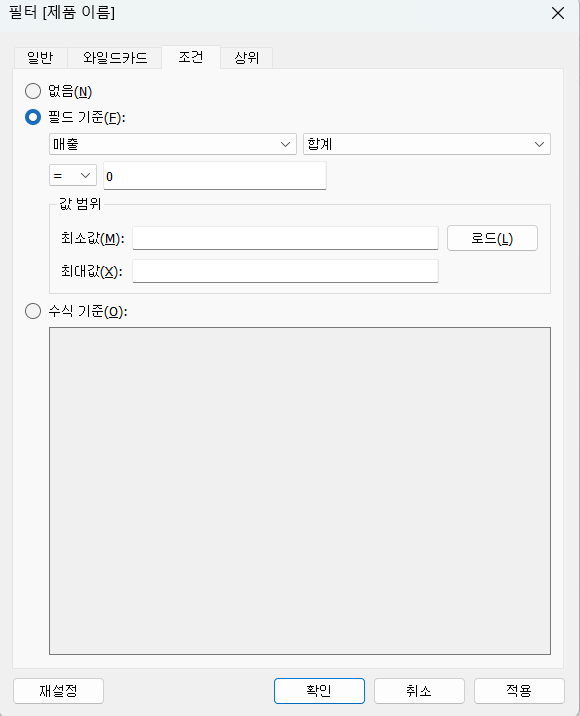 필터 [제품 이름]
일반 와일드카드 조건 상위
없음(N)
필드 기준(F):
매출 합계
= 0
값 범위
최소값(M): 로드(L)
최대값(X):
수식 기준(O):
재설정 확인 취소 적용